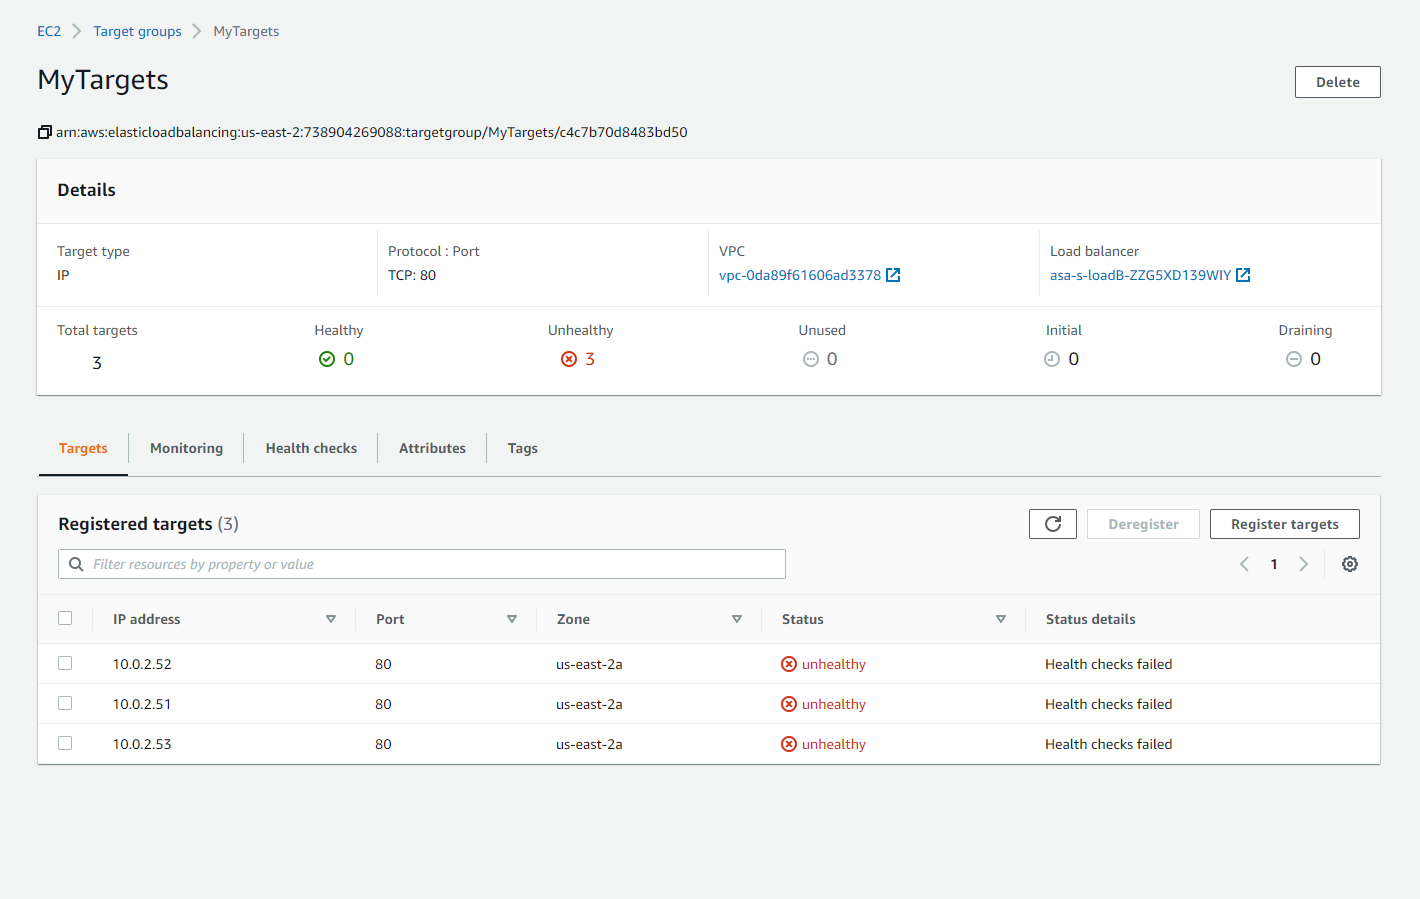 EC2 Target groups MyTargets
MyTargets
Delete
arn:aws:elasticloadbalancing:us-east-2:738904269088:targetgroup/MyTargets/c4c7b70d8483bd50
Details
Target type Protocol : Port VPC Load balancer
IP TCP: 80 vpc-0da89f61606ad3378 asa-s-loadB-ZZG5XD139WIY
Total targets Healthy Unhealthy Unused Initial Draining
3 0 3 0 0 0
Targets Monitoring Health checks Attributes Tags
Registered targets (3) Deregister Register targets
Filter resources by property or value 1
IP address Port Zone Status Status details
10.0.2.52 80 us-east-2a unhealthy Health checks failed
10.0.2.51 80 us-east-2a unhealthy Health checks failed
10.0.2.53 80 us-east-2a unhealthy Health checks failed